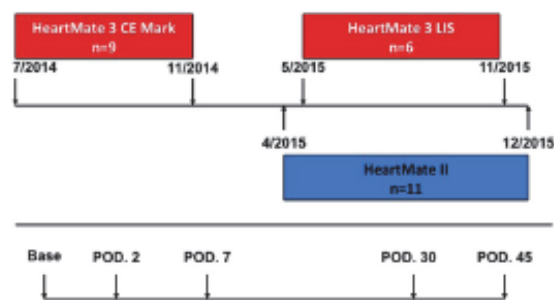 HeartMate 3 CE Mark
n=9
HeartMate 3 LIS
n=6
7/2014
11/2014
5/2015
11/2015
4/2015
12/2015
HeartMate II
n=11
Base
POD. 2
POD. 7
POD. 30
POD. 45